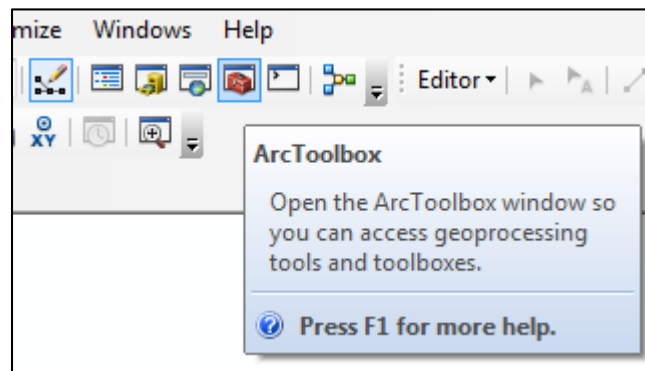 mize Windows Help
Editor
XY
ArcToolbox
Open the ArcToolbox window so
you can access geoprocessing
tools and toolboxes.
Press F1 for more help.